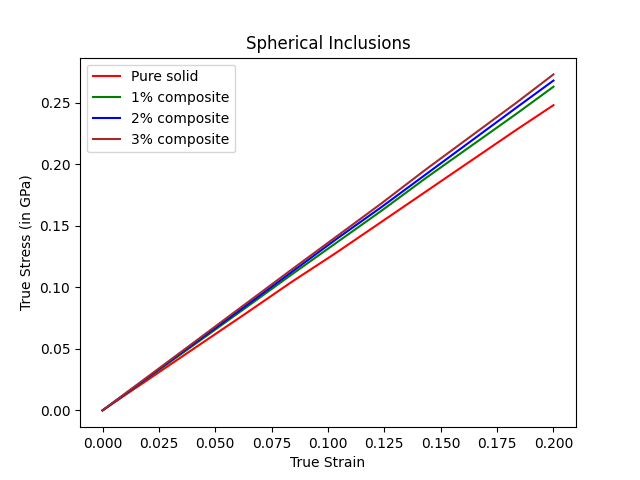 Spherical Inclusions
Pure solid
1% composite
2% composite
3% composite
True Stress (in GPa)
0.25
0.20
0.15
0.10
0.05
0.00
0.000 0.025 0.050 0.075 0.100 0.125 0.150 0.175 0.200
True Strain